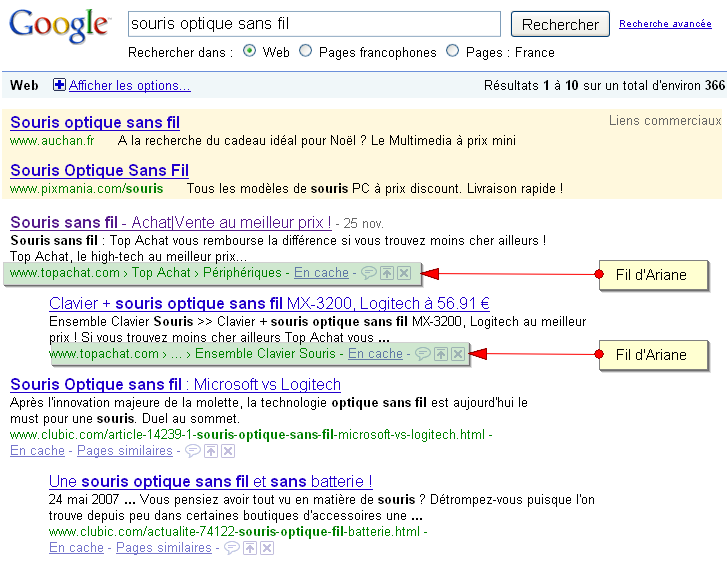 Google souris optique sans fil Rechercher Recherche avancée
Rechercher dans : Web Pages francophones Pages : France
Web Afficher les options... Résultats 1 à 10 sur un total d'environ 366
Souris optique sans fil Liens commerciaux
www.auchan.fr A la recherche du cadeau idéal pour Noël ? Le Multimedia à prix mini
Souris Optique Sans Fil
www.pixmania.com/souris Tous les modèles de souris PC à prix discount. Livraison rapide !
Souris sans fil - Achat|Vente au meilleur prix ! - 25 nov.
Souris sans fil : Top Achat vous rembourse la différence si vous trouvez moins cher ailleurs !
Top Achat, le high-tech au meilleur prix...
www.topachat.com › Top Achat › Périphériques - En cache - Fil d'Ariane
Clavier + souris optique sans fil MX-3200, Logitech à 56.91 €
Ensemble Clavier Souris >> Clavier + souris optique sans fil MX-3200, Logitech au meilleur
prix ! Si vous trouvez moins cher ailleurs Top Achat vous ...
www.topachat.com › ... › Ensemble Clavier Souris - En cache - Fil d'Ariane
Souris Optique sans fil : Microsoft vs Logitech
Après l'innovation majeure de la molette, la technologie optique sans fil est aujourd'hui le
must pour une souris. Duel au sommet.
www.clubic.com/article-14239-1-souris-optique-sans-fil-microsoft-vs-logitech.html -
En cache - Pages similaires -
Une souris optique sans fil et sans batterie !
24 mai 2007 ... Vous pensiez avoir tout vu en matière de souris ? Détrompez-vous puisque l'on
trouve depuis peu dans certaines boutiques d'accessoires une ...
www.clubic.com/actualite-74122-souris-optique-fil-batterie.html -
En cache - Pages similaires -